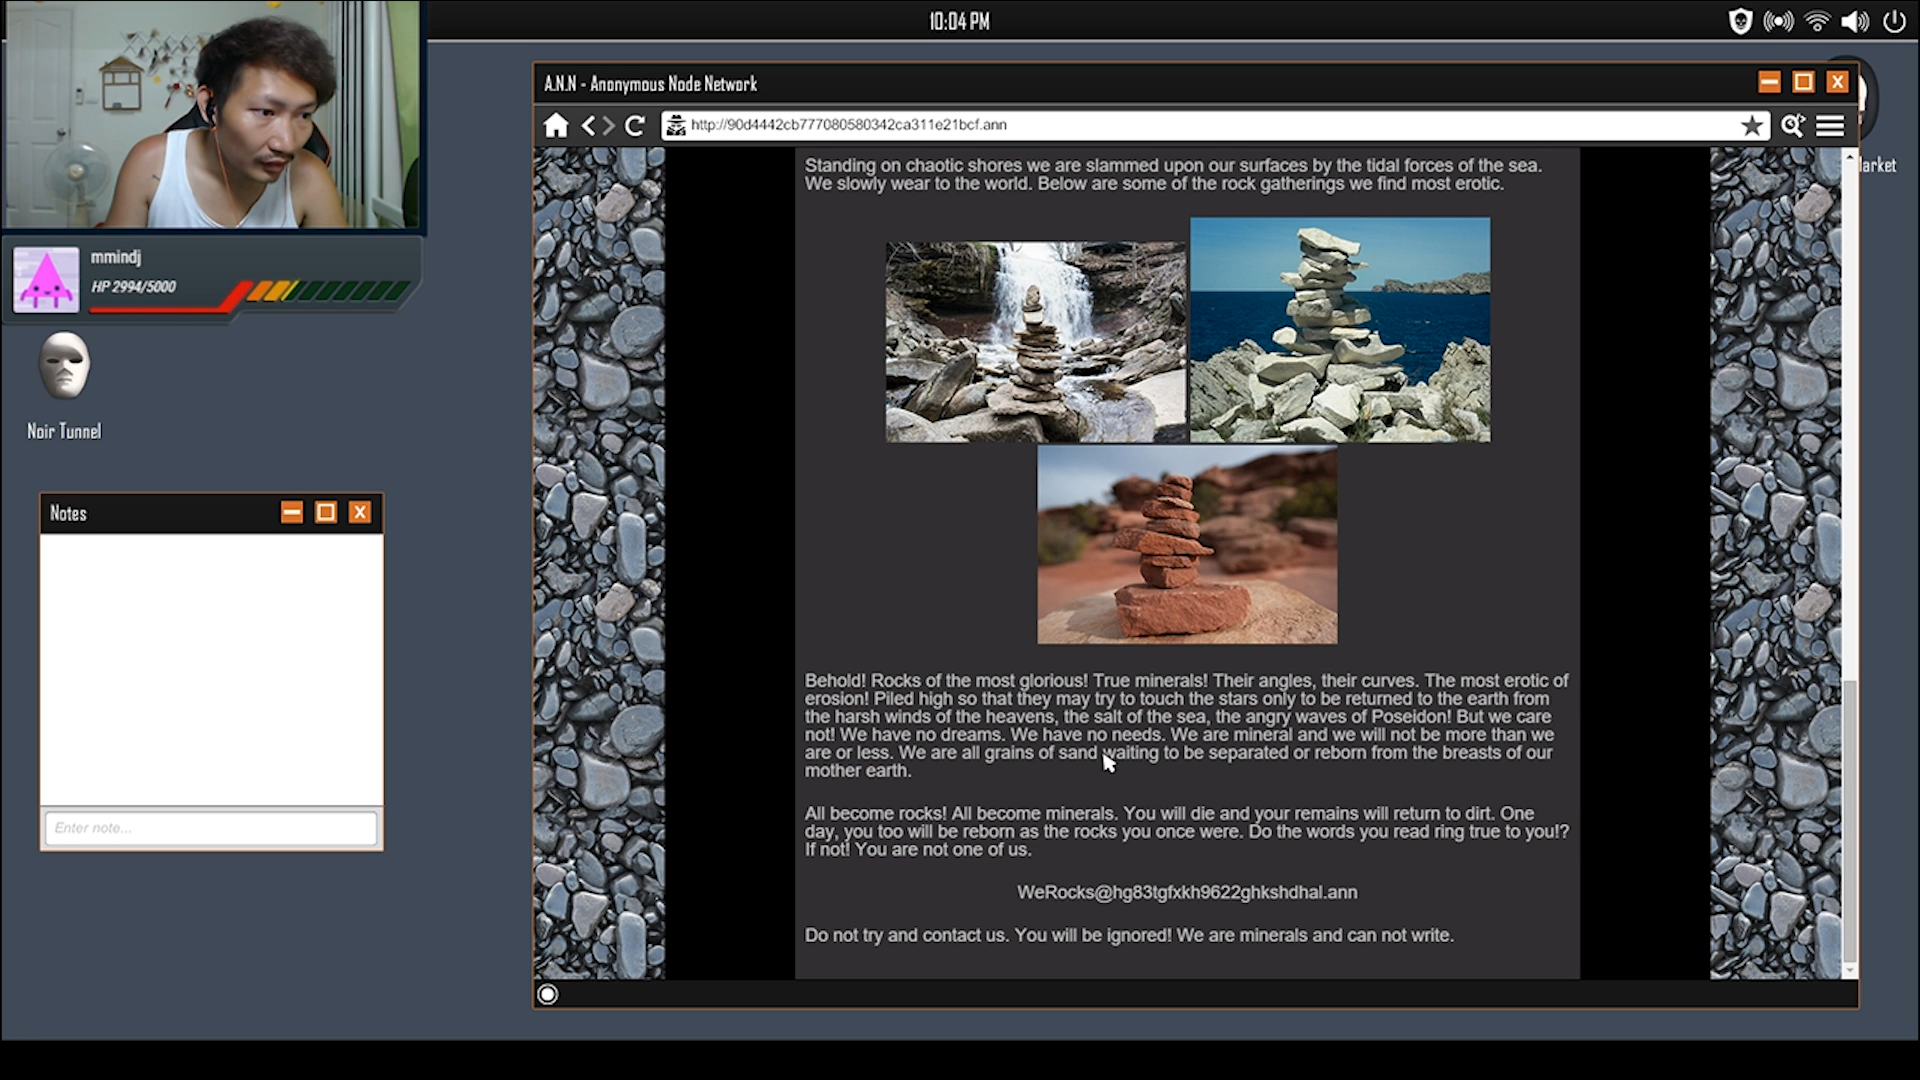 10:04 PM
mmindj
HP 2994/5000
Noir Tunnel
Notes
Enter note...
A.N.N - Anonymous Node Network
http://90d4442cb777080580342ca311e21bcf.ann
arket
Standing on chaotic shores we are slammed upon our surfaces by the tidal forces of the sea.
We slowly wear to the world. Below are some of the rock gatherings we find most erotic.
Behold! Rocks of the most glorious! True minerals! Their angles, their curves. The most erotic of
erosion! Piled high so that they may try to touch the stars only to be returned to the earth from
the harsh winds of the heavens, the salt of the sea, the angry waves of Poseidon! But we care
not! We have no dreams. We have no needs. We are mineral and we will not be more than we
are or less. We are all grains of sand waiting to be separated or reborn from the breasts of our
mother earth.
All become rocks! All become minerals. You will die and your remains will return to dirt. One
day, you too will be reborn as the rocks you once were. Do the words you read ring true to you!?
If not! You are not one of us.
WeRocks@hg83tgfxkh9622ghkshdhal.ann
Do not try and contact us. You will be ignored! We are minerals and can not write.